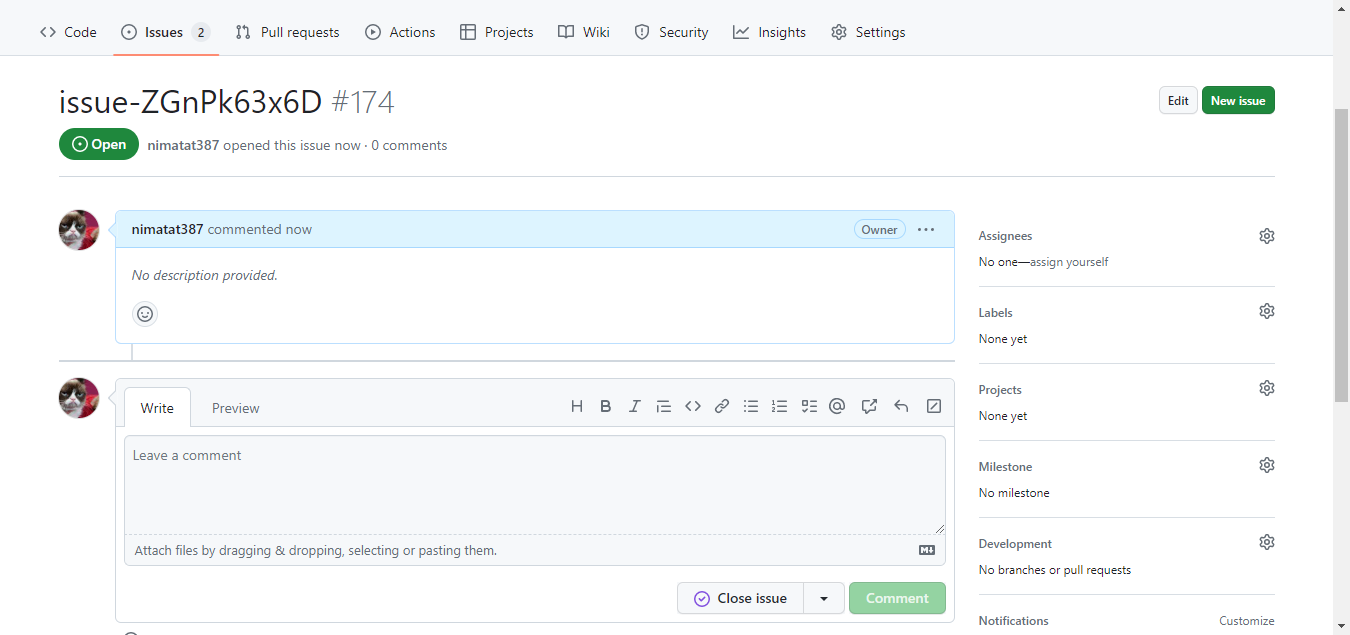 Code Issues 2 Pull requests Actions Projects Wiki Security Insights Settings
issue-ZGnPk63x6D #174
Edit New issue
Open nimatat387 opened this issue now · 0 comments
nimatat387 commented now Owner
No description provided.
Write Preview
Leave a comment
Attach files by dragging & dropping, selecting or pasting them.
Close issue Comment
Assignees
No one—assign yourself
Labels
None yet
Projects
None yet
Milestone
No milestone
Development
No branches or pull requests
Notifications Customize